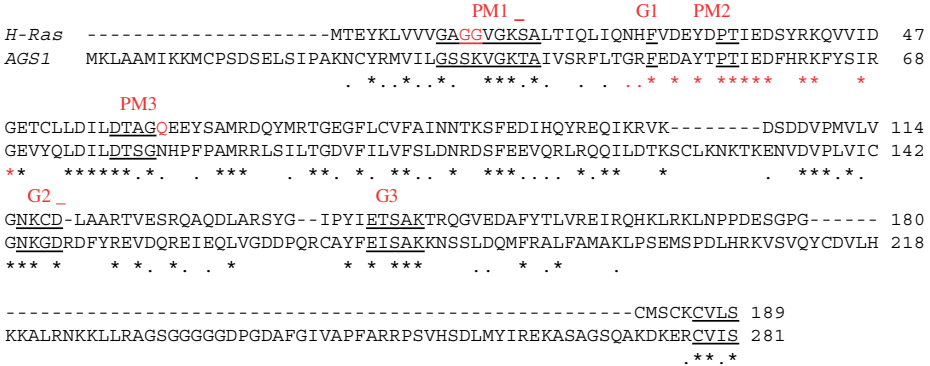 PM1 _ G1 PM2
H-Ras ---------------------MTEYKLVVVGAGGVGKSALTIQLIQNHFVDEYDPTIEDSYRKQVVID 47
AGS1 MKLAAMIKKMCPSDSELSIPAKNCYRMVILGSSKVGKTAIVSRFLTGRFEDAYTPTIEDFHRKFYSIR 68
. *..*. ..*.. ***.*. . . . ..* * * * ***** ** *
PM3
GETCLLDILDTAGQEEYSAMRDQYMRTGEGFLCVFAINNTKSFEDIHQYREQIKRVK--------DSDDVPMVLV 114
GEVYQLDILDTSGNHPFPAMRRLSILTGDVFILVFSLDNRDSFEEVQRLRQQILDTKSCLKNKTKENVDVPLVIC 142
** ******.*. . *** . **. *. **..* ***.... *.** * . ***.*.
G2 _ G3
GNKCD-LAARTVESRQAQDLARSYG--IPYIETSAKTRQGVEDAFYTLVREIRQHKLRKLNPPDESGPG------ 180
GNKGDRDFYREVDQREIEQLVGDDPQRCAYFEISAKKNSSLDQMFRALFAMAKLPSEMSPDLHRKVSVQYCDVLH 218
*** * * *. *. . * * * *** .. * .* .
-------------------------------------------------CMSCKCVLS 189
KKALRNKKLLRAGSGGGGGDPGDAFGIVAPFARRPSVHSDLMYIREKASAGSQAKDKERCVIS 281
.**.*